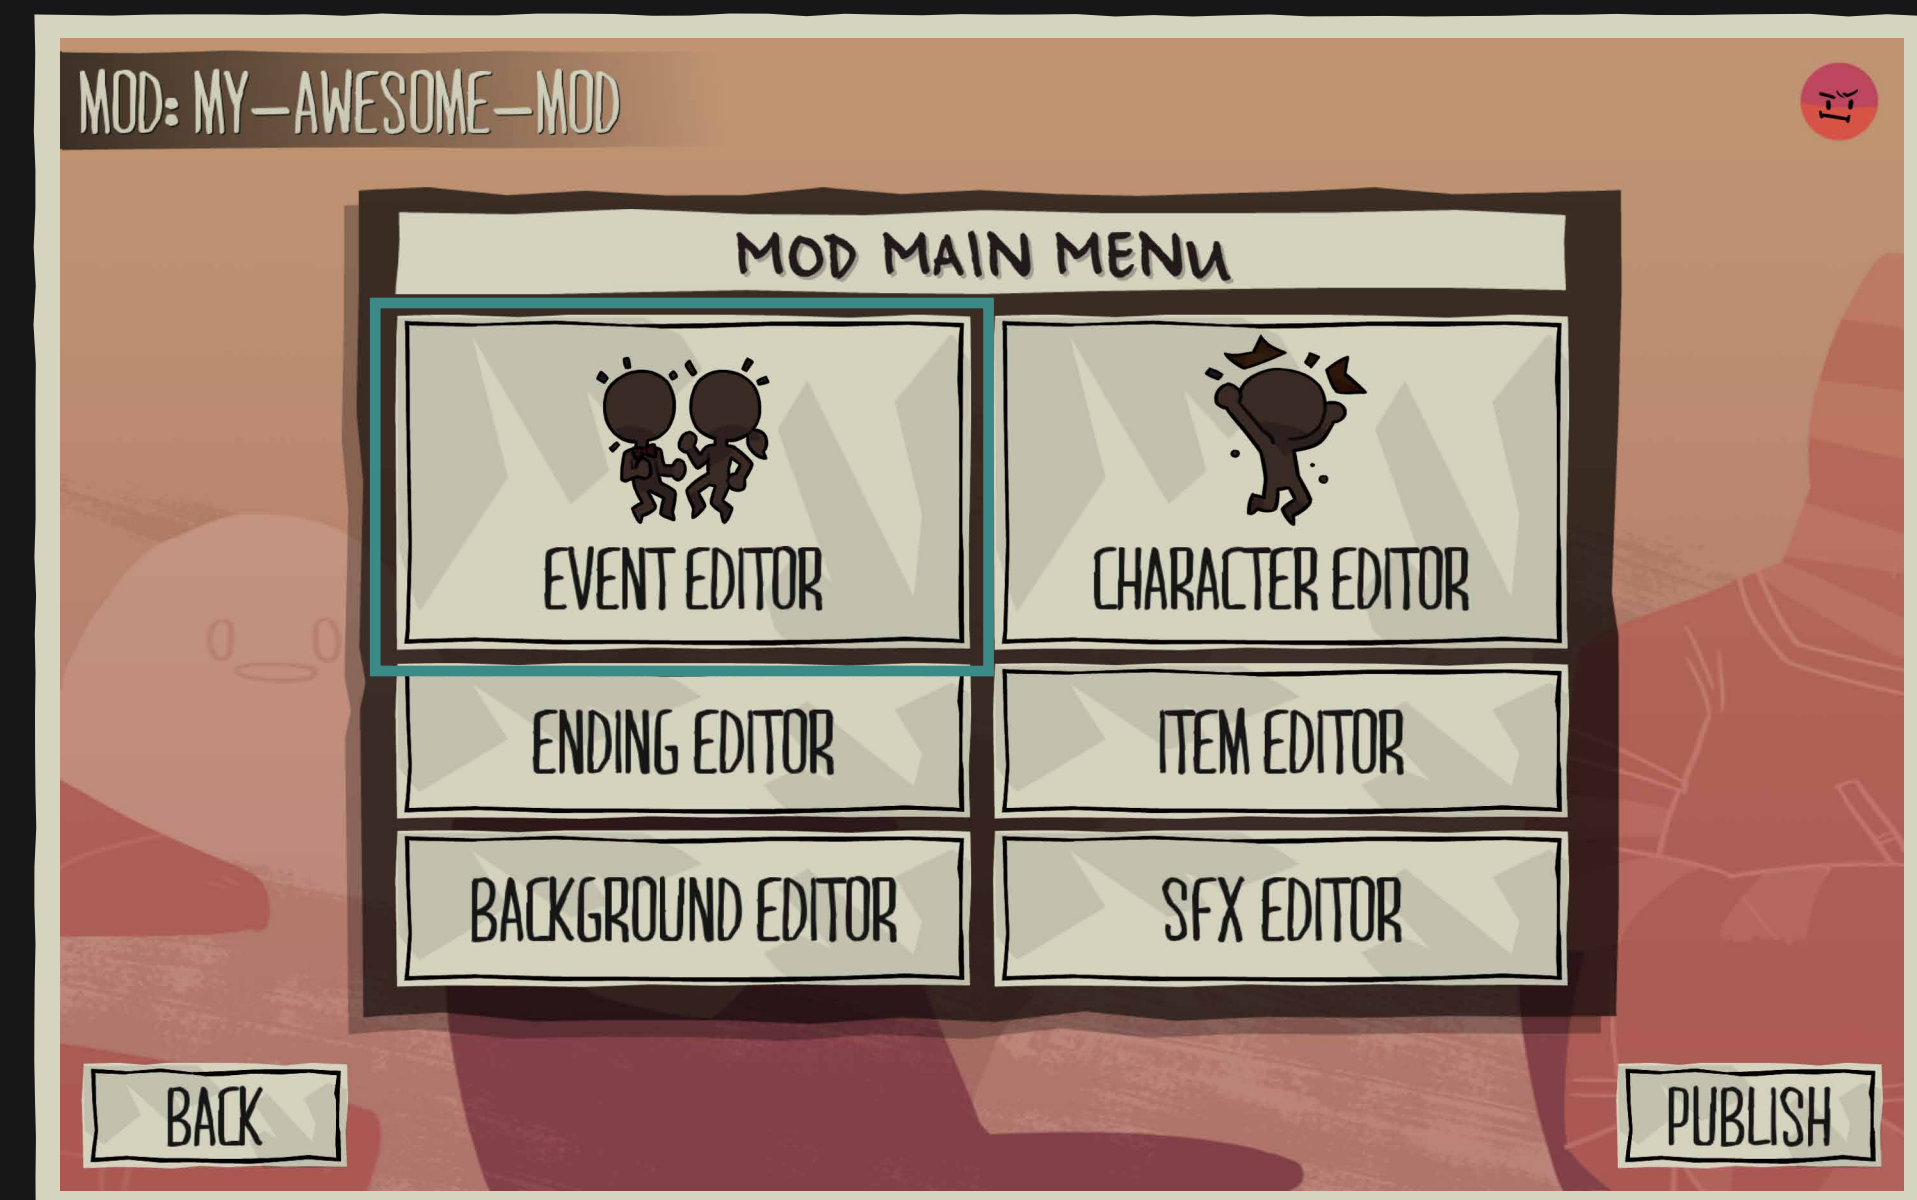 MOD: MY-AWESOME-MOD
MOD MAIN MENU
EVENT EDITOR
CHARACTER EDITOR
ENDING EDITOR
ITEM EDITOR
BACKGROUND EDITOR
SFX EDITOR
BACK
PUBLISH